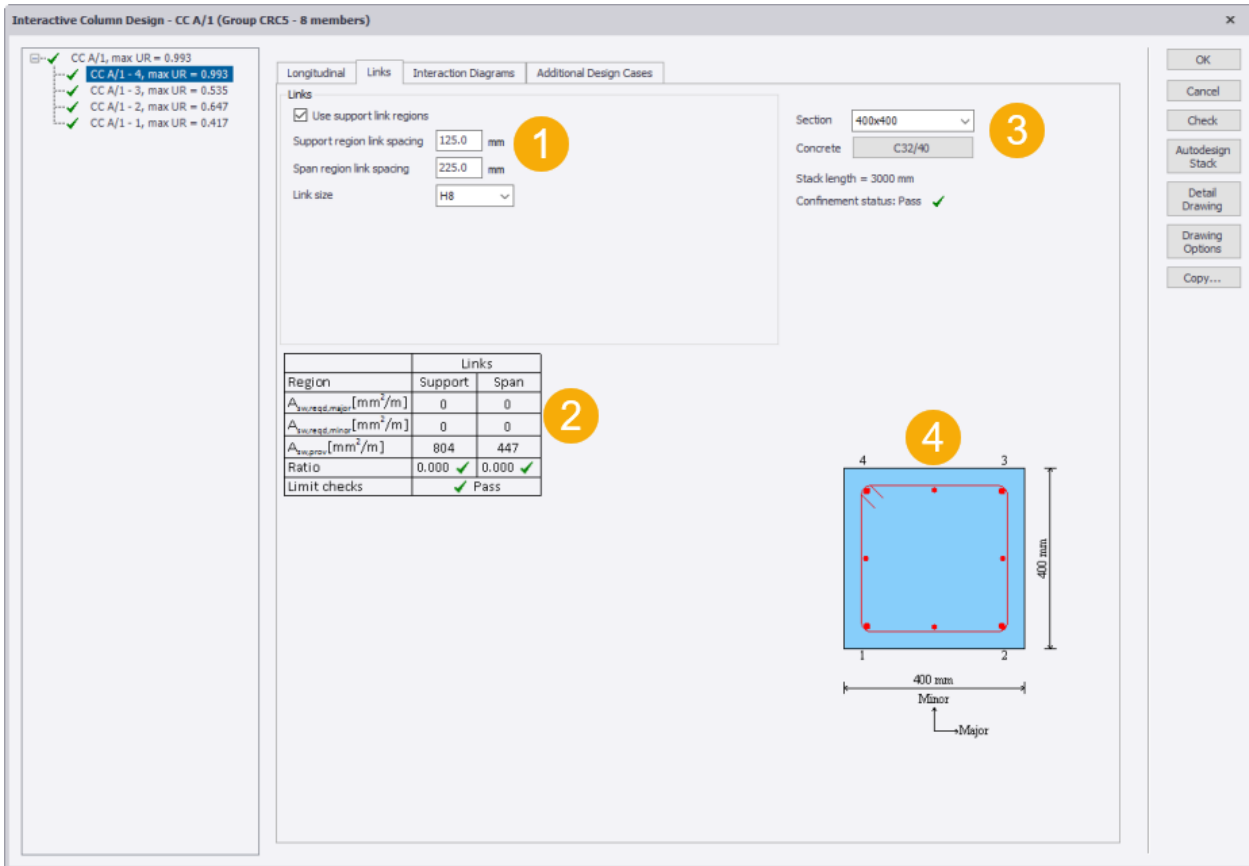 Interactive Column Design - CC A/1 (Group CRC5 - 8 members)
CC A/1, max UR = 0.993
CC A/1 - 4, max UR = 0.993
CC A/1 - 3, max UR = 0.535
CC A/1 - 2, max UR = 0.647
CC A/1 - 1, max UR = 0.417
Longitudinal Links Interaction Diagrams Additional Design Cases
Links
Use support link regions
Support region link spacing 125.0 mm
Span region link spacing 225.0 mm
Link size H8
1
Section 400x400
Concrete C32/40
3
Stack length = 3000 mm
Confinement status: Pass
Links
Region Support Span
Asw,reqd,major[mm²/m] 0 0
Asw,reqd,minor[mm²/m] 0 0
Asw,prov[mm²/m] 804 447
Ratio 0.000 0.000
Limit checks Pass
2
4
4 3
400 mm
1 2
400 mm
Minor
Major
OK
Cancel
Check
Autodesign
Stack
Detail
Drawing
Drawing
Options
Copy...